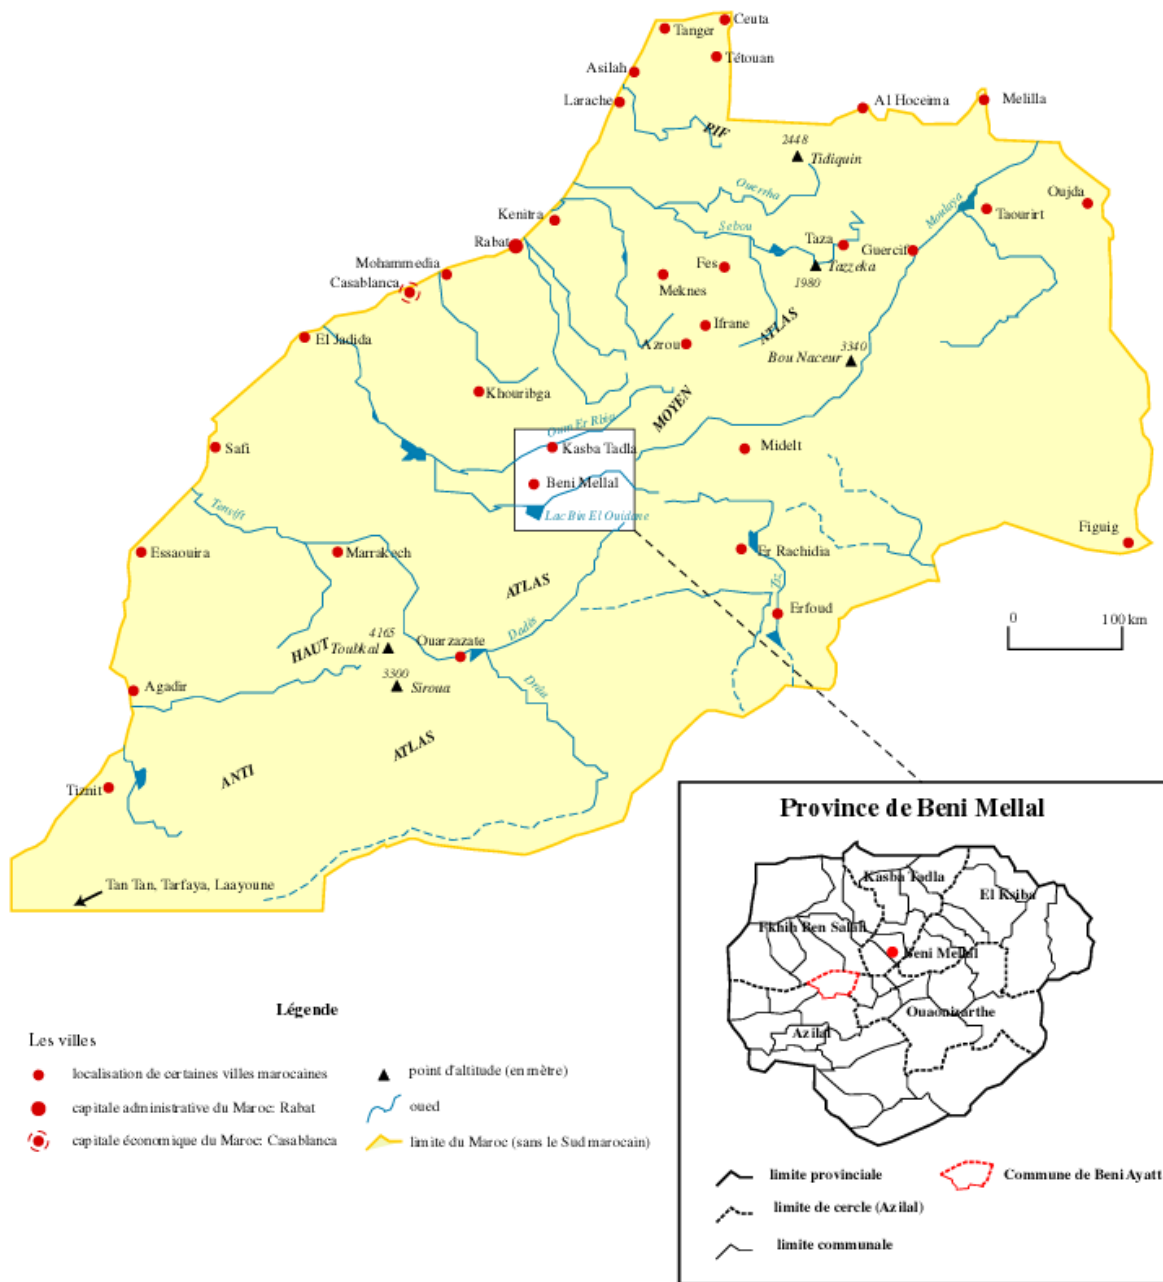 Ceuta
Tanger
Tétouan
Asilah
Larache
Al Hoceima
Melilla
RIF
2448
Tidiquin
Ouerrha
Oujda
Moulaya
Taourirt
Kenitra
Sebou
Rabat
Taza
Guercif
Mohammedia
Fes
Tazzeka
Casablanca
Meknes
1980
Ifrane
ATLAS
El Jadida
Azrou
3340
Bou Naceur
Khouribga
MOYEN
Oum Er Rbia
Safi
Kasba Tadla
Midelt
Beni Mellal
Tensift
Lac Bin El Ouidane
Figuig
Essaouira
Marrakech
Er Rachidia
ATLAS
Ziz
Erfoud
0 100 km
4165
Dadès
HAUT
Toubkal
Ouarzazate
3300
Siroua
Drâa
Agadir
ATLAS
ANTI
Tiznit
Tan Tan, Tarfaya, Laayoune
Province de Beni Mellal
Kasba Tadla
El Ksiba
Fkhih Ben Salah
Beni Mellal
Ouaouizarthe
Azilal
limite provinciale
Commune de Beni Ayatt
limite de cercle (Azilal)
limite communale
Légende
Les villes
localisation de certaines villes marocaines
point d'altitude (en mètre)
capitale administrative du Maroc: Rabat
oued
capitale économique du Maroc: Casablanca
limite du Maroc (sans le Sud marocain)